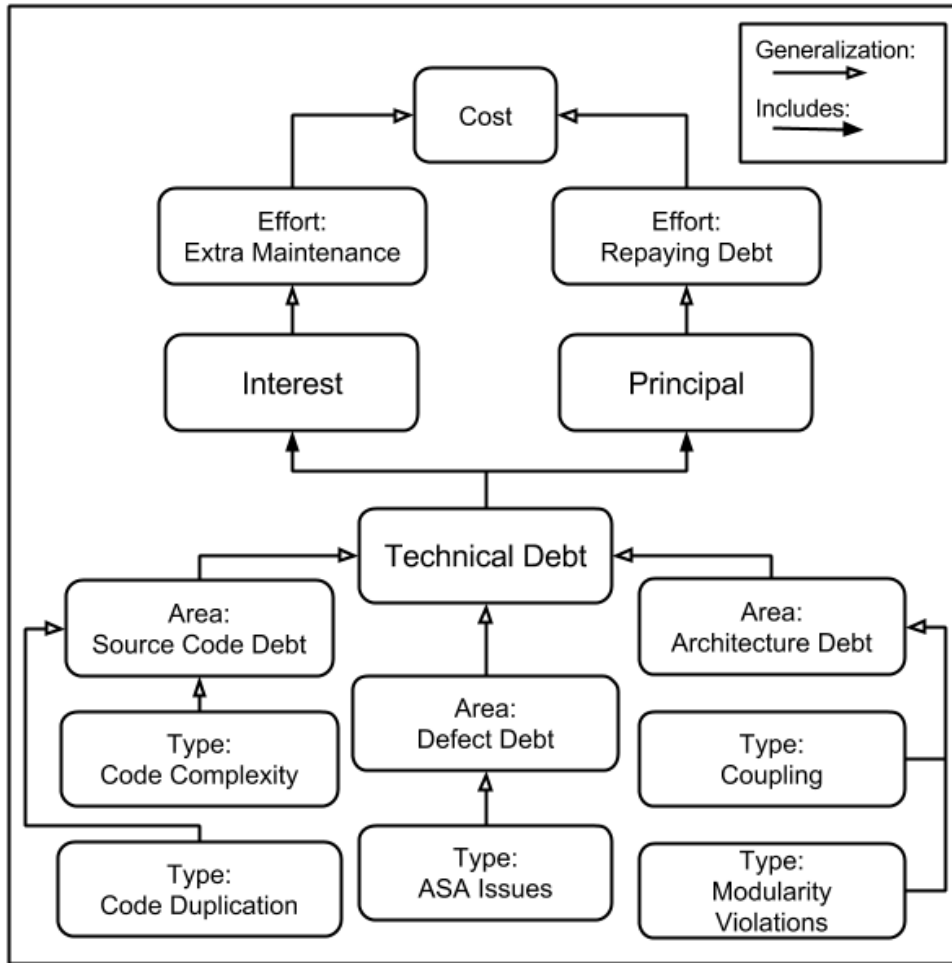 Generalization:
Includes:
Cost
Effort:
Extra Maintenance
Effort:
Repaying Debt
Interest
Principal
Technical Debt
Area:
Source Code Debt
Area:
Architecture Debt
Area:
Defect Debt
Type:
Code Complexity
Type:
Coupling
Type:
Code Duplication
Type:
ASA Issues
Type:
Modularity
Violations